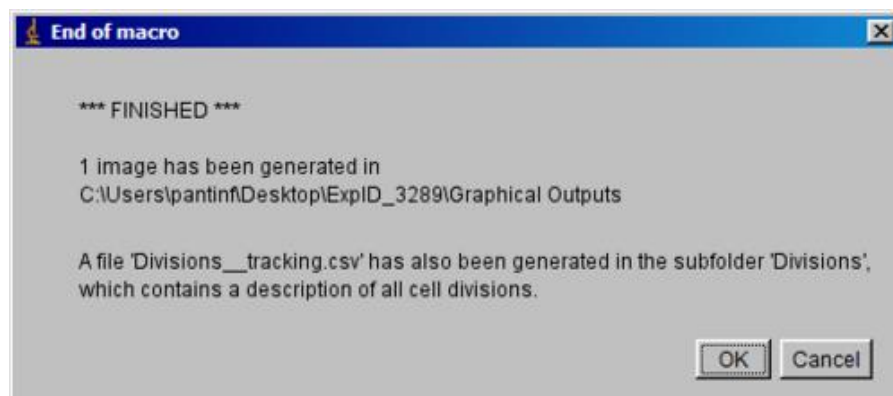 End of macro
*** FINISHED ***
1 image has been generated in
C:\Users\pantinf\Desktop\ExpID_3289\Graphical Outputs
A file 'Divisions__tracking.csv' has also been generated in the subfolder 'Divisions',
which contains a description of all cell divisions.
OK Cancel